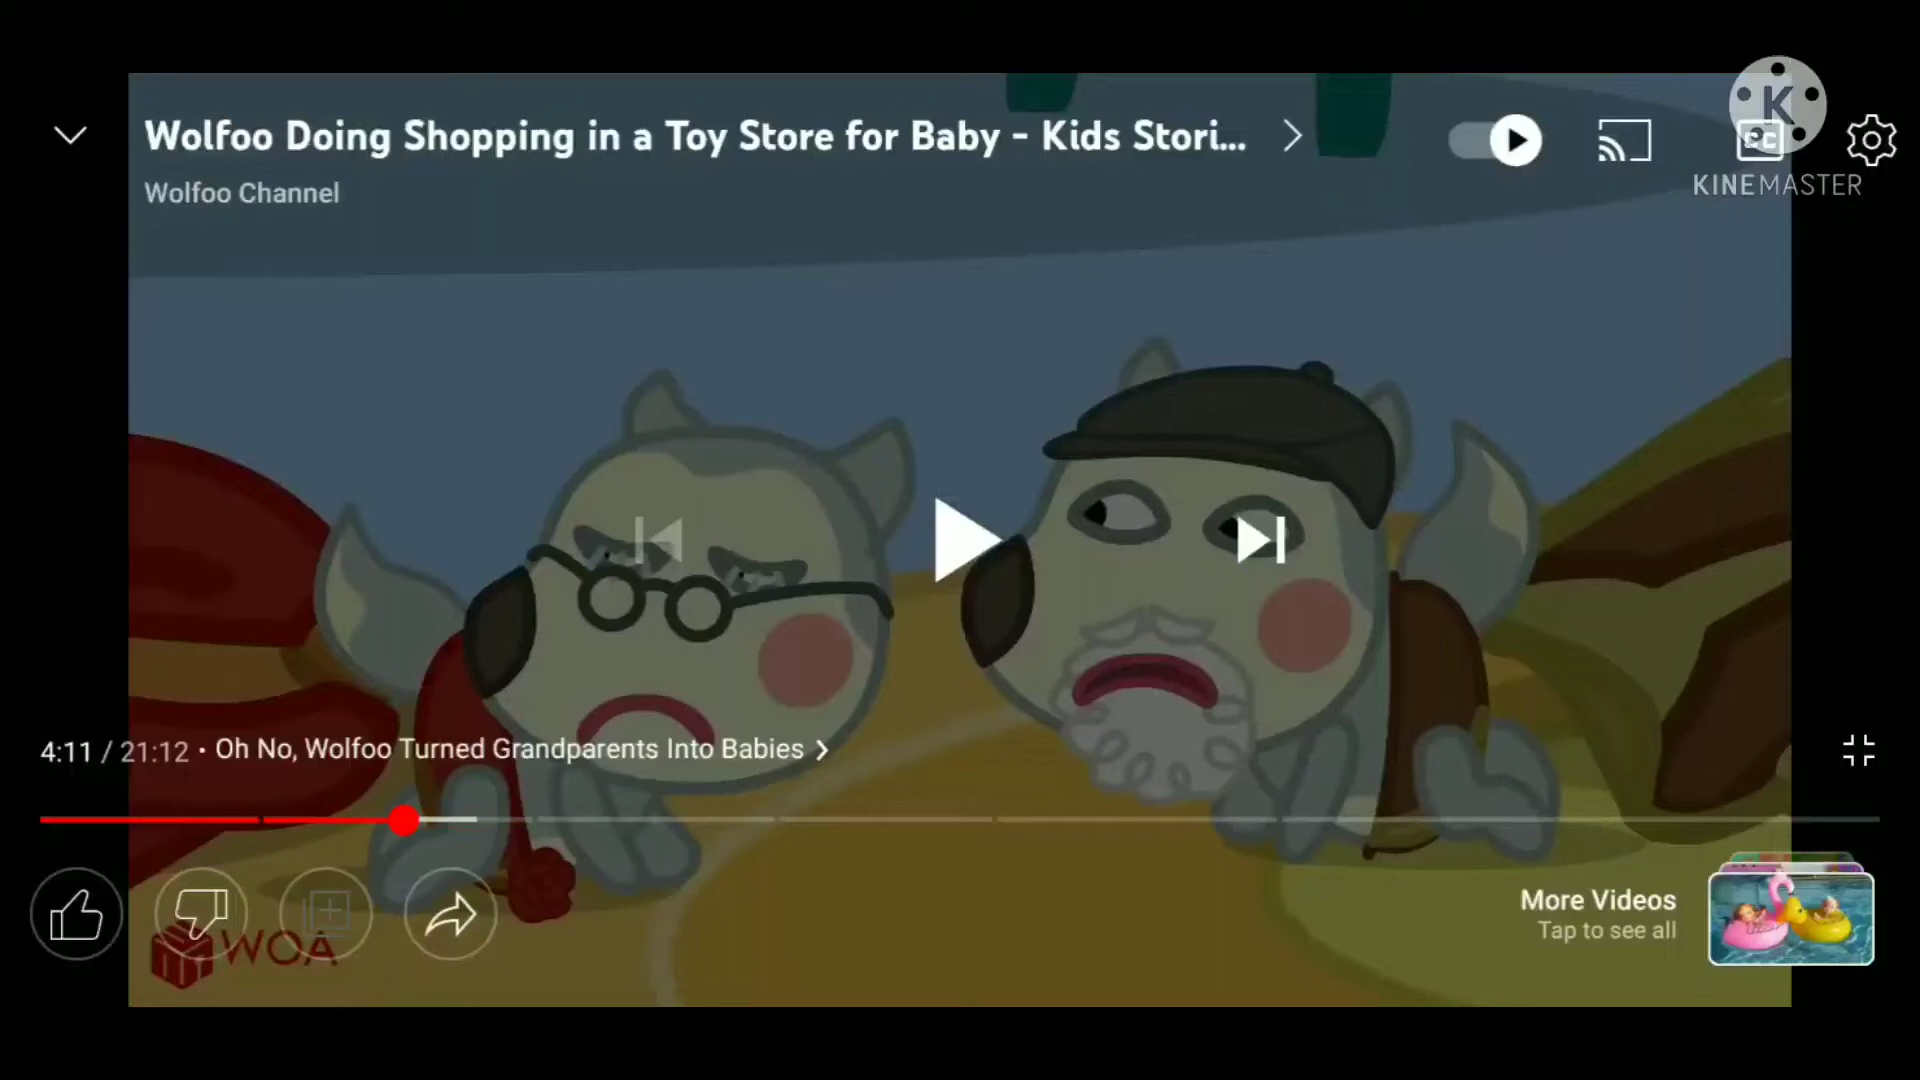 Wolfoo Doing Shopping in a Toy Store for Baby - Kids Stori...
Wolfoo Channel
K
CC
KINEMASTER
4:11 / 21:12 • Oh No, Wolfoo Turned Grandparents Into Babies
More Videos
Tap to see all
WOA